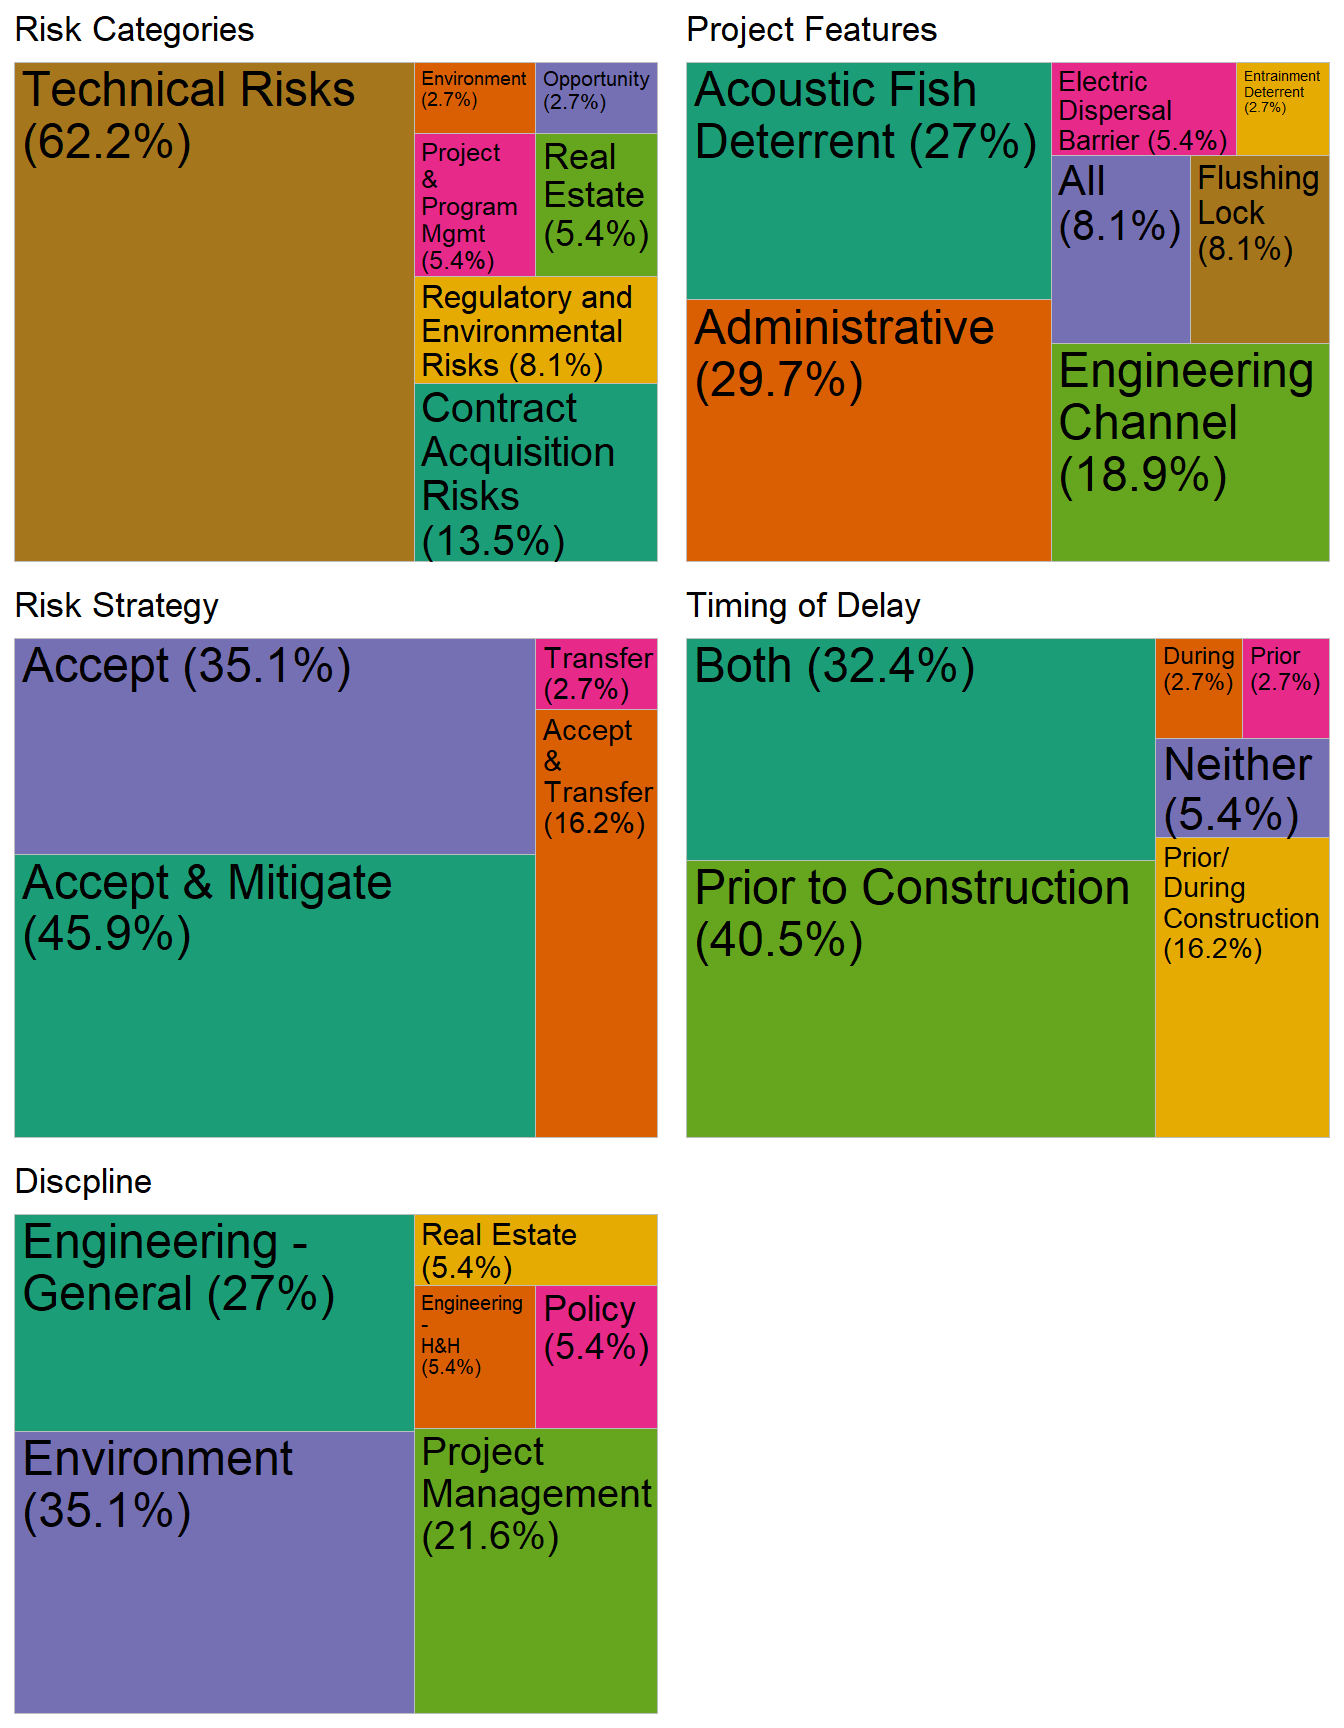 Risk Categories
Technical Risks
(62.2%)
Environment
(2.7%)
Opportunity
(2.7%)
Project
&
Program
Mgmt
(5.4%)
Real
Estate
(5.4%)
Regulatory and
Environmental
Risks (8.1%)
Contract
Acquisition
Risks
(13.5%)
Project Features
Acoustic Fish
Deterrent (27%)
Electric
Dispersal
Barrier (5.4%)
Entrainment
Deterrent
(2.7%)
All
(8.1%)
Flushing
Lock
(8.1%)
Administrative
(29.7%)
Engineering
Channel
(18.9%)
Risk Strategy
Accept (35.1%)
Transfer
(2.7%)
Accept
&
Transfer
(16.2%)
Accept & Mitigate
(45.9%)
Timing of Delay
Both (32.4%)
During
(2.7%)
Prior
(2.7%)
Neither
(5.4%)
Prior to Construction
(40.5%)
Prior/
During
Construction
(16.2%)
Discpline
Engineering -
General (27%)
Real Estate
(5.4%)
Engineering
-
H&H
(5.4%)
Policy
(5.4%)
Environment
(35.1%)
Project
Management
(21.6%)